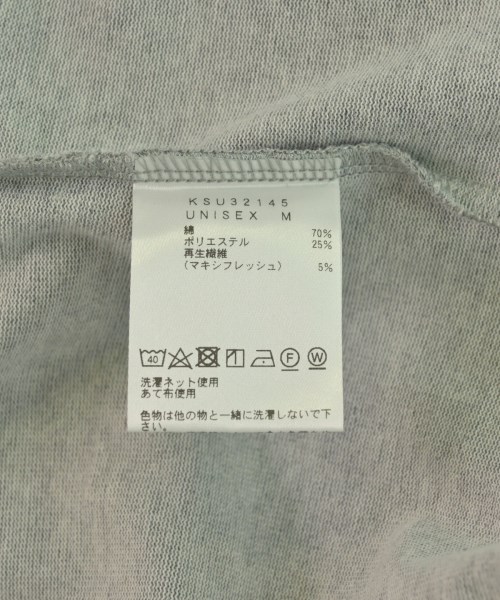 KSU32145
UNISEX M
綿 70%
ポリエステル 25%
再生繊維
(マキシフレッシュ) 5%
40 F W
洗濯ネット使用
あて布使用
色物は他の物と一緒に洗濯しないで下
さい。